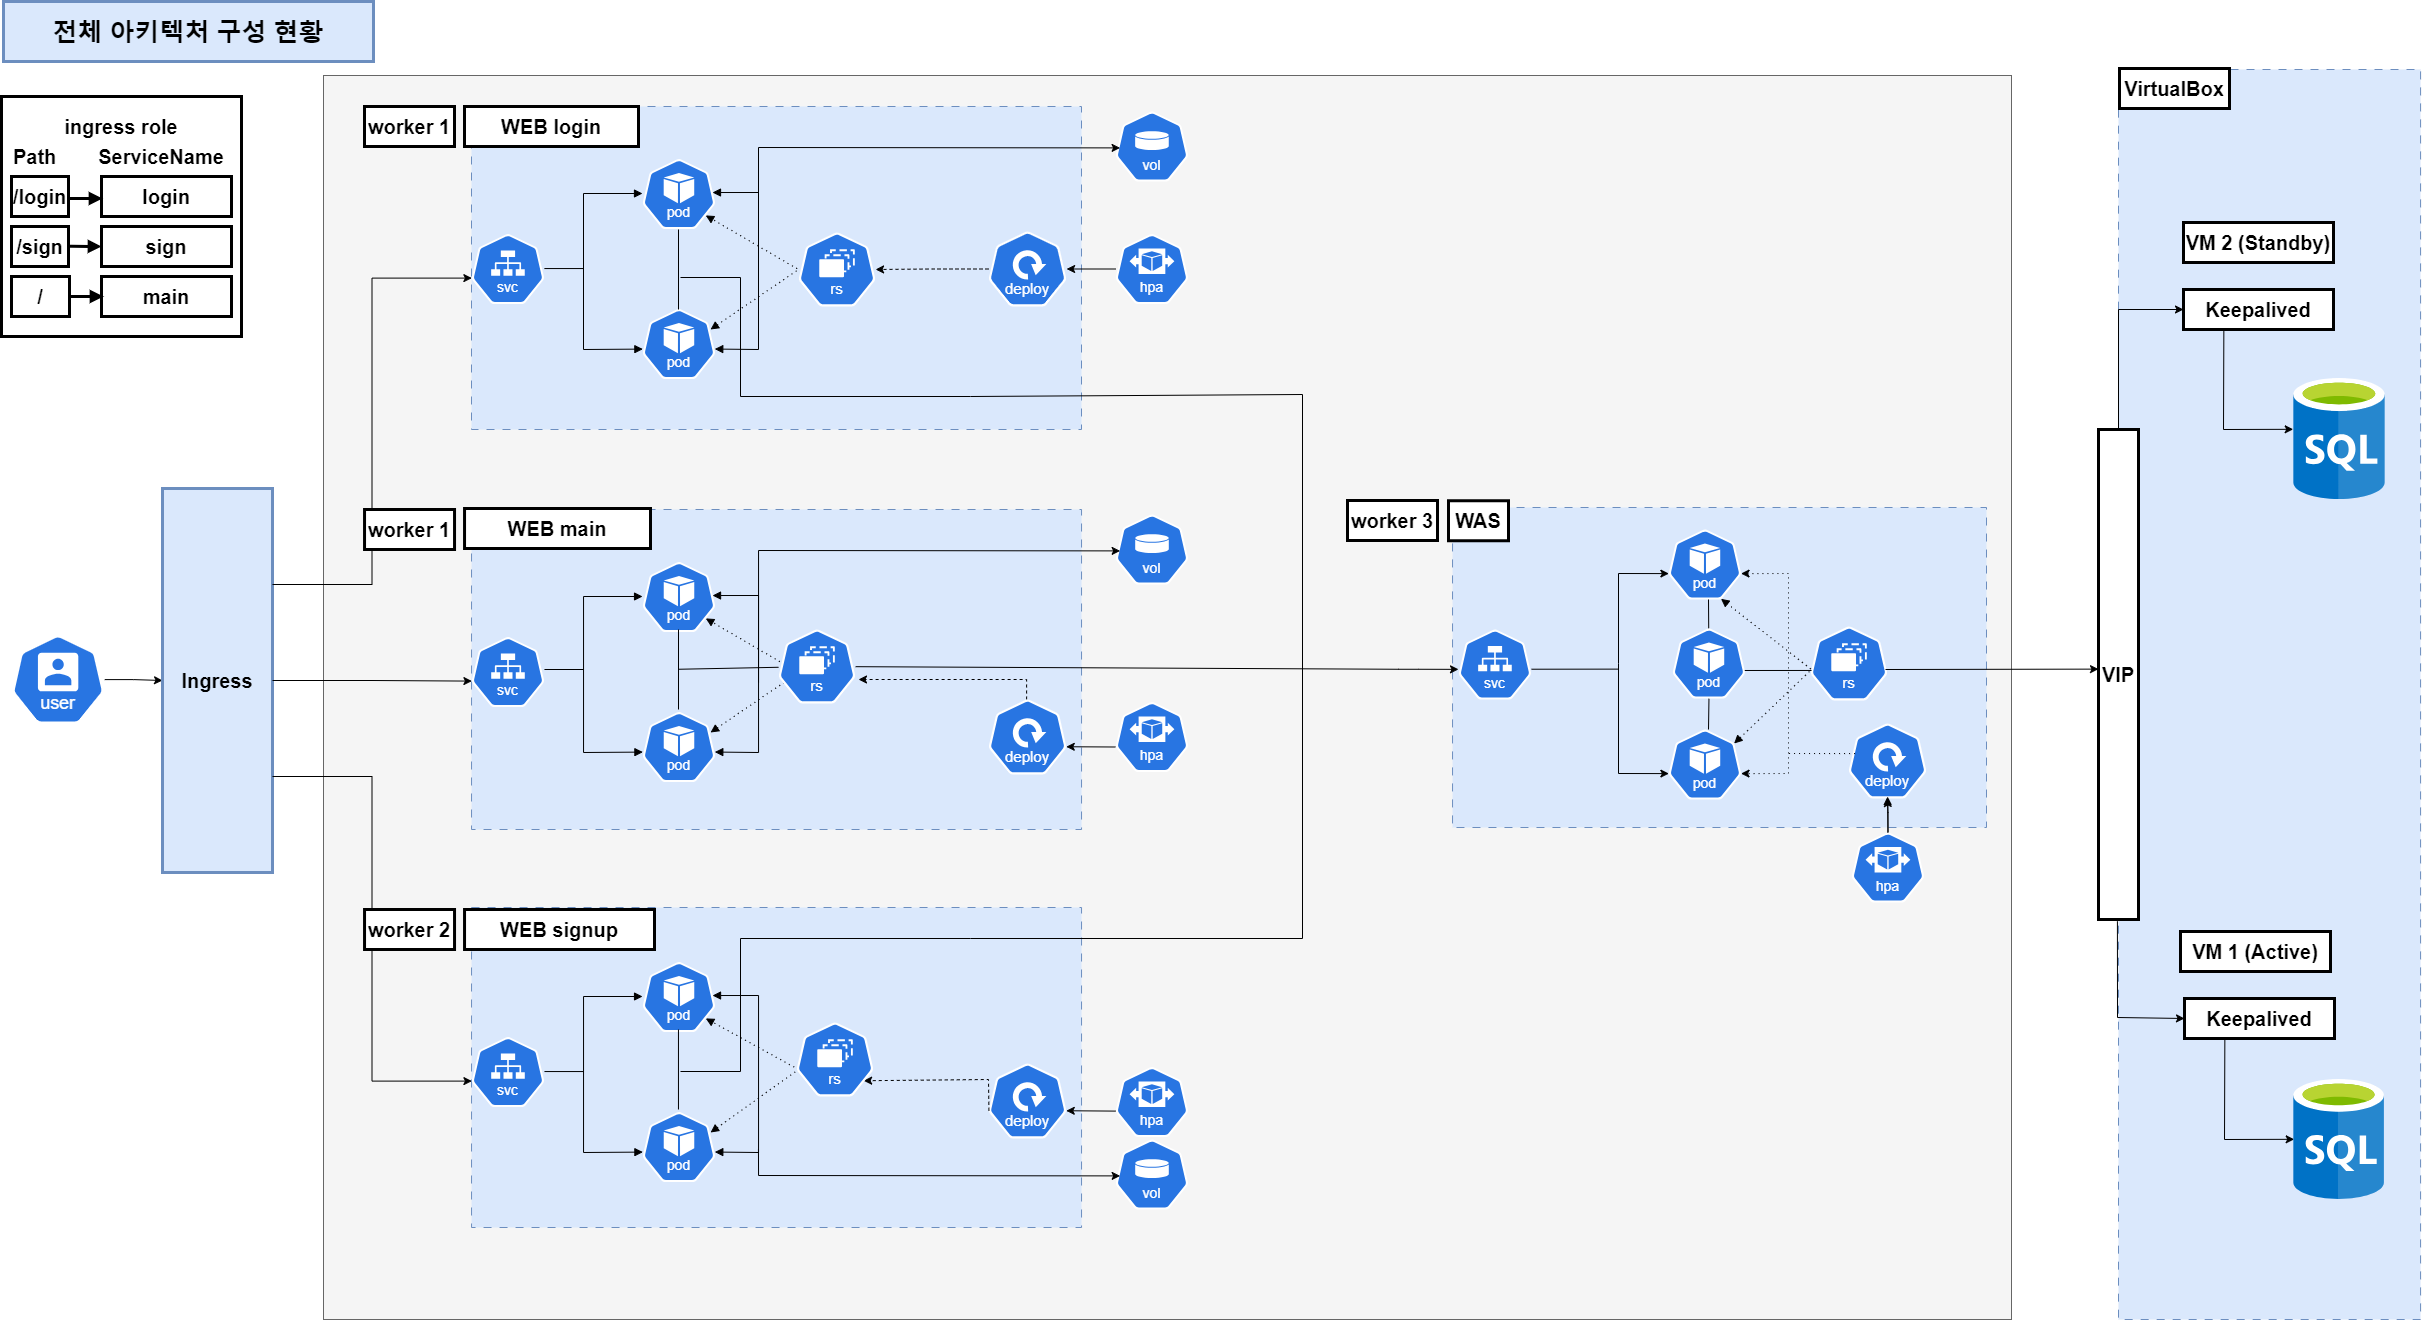 전체 아키텍처 구성 현황
ingress role
Path ServiceName
/login login
/sign sign
/ main
user
Ingress
worker 1 WEB login
svc
pod
pod
rs
deploy
vol
hpa
worker 1 WEB main
svc
pod
pod
rs
deploy
vol
hpa
worker 2 WEB signup
svc
pod
pod
rs
deploy
hpa
vol
worker 3 WAS
svc
pod
pod
pod
rs
deploy
hpa
VIP
VirtualBox
VM 2 (Standby)
Keepalived
SQL
VM 1 (Active)
Keepalived
SQL